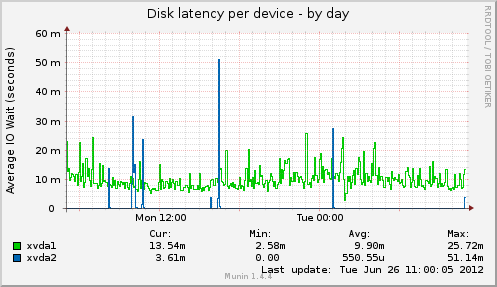 Disk latency per device - by day
RRDTOOL / TOBI OETIKER
Average IO Wait (seconds)
60 m
50 m
40 m
30 m
20 m
10 m
0
Mon 12:00 Tue 00:00
Cur: Min: Avg: Max:
xvda1 13.54m 2.58m 9.90m 25.72m
xvda2 3.61m 0.00 550.55u 51.14m
Last update: Tue Jun 26 11:00:05 2012
Munin 1.4.4